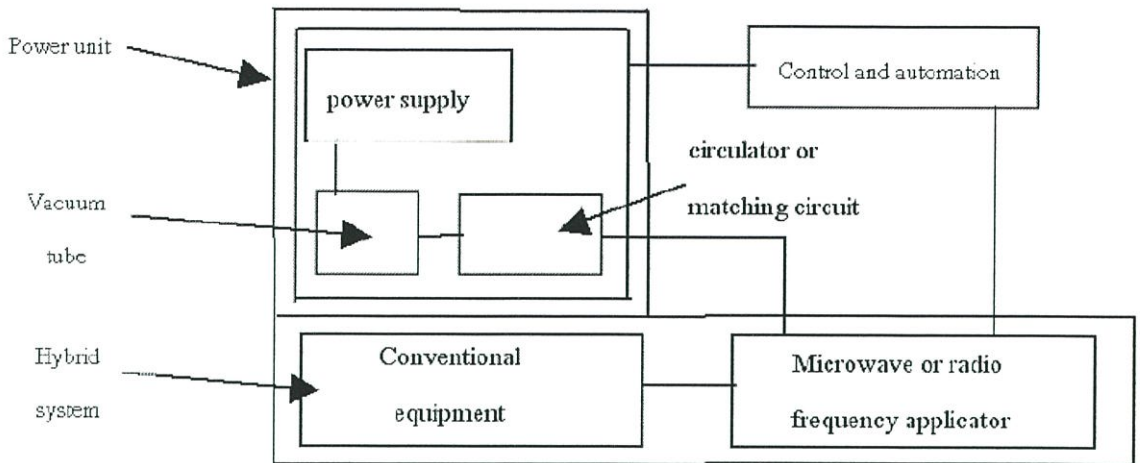 Power unit
power supply
Control and automation
circulator or
matching circuit
Vacuum
tube
Hybrid
system
Conventional
equipment
Microwave or radio
frequency applicator